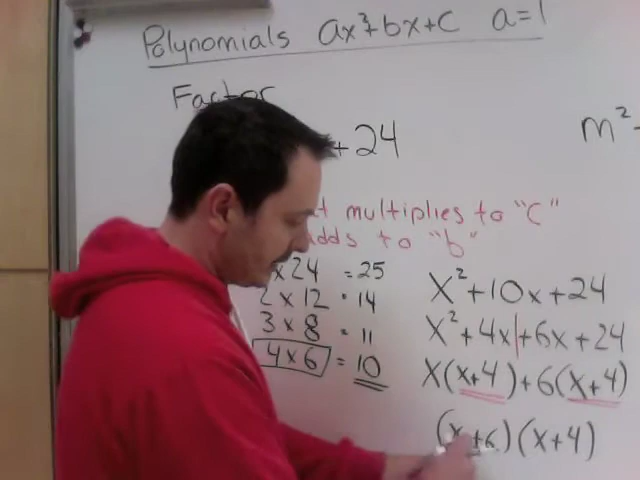 Polynomials ax²+bx+c a=1
Factor
+ 24
m²
multiplies to "c"
adds to "b"
x 24 = 25
2 x 12 = 14
3 x 8 = 11
4 x 6 = 10
x²+10x+24
x²+4x|+6x+24
x(x+4)+6(x+4)
(x+6)(x+4)